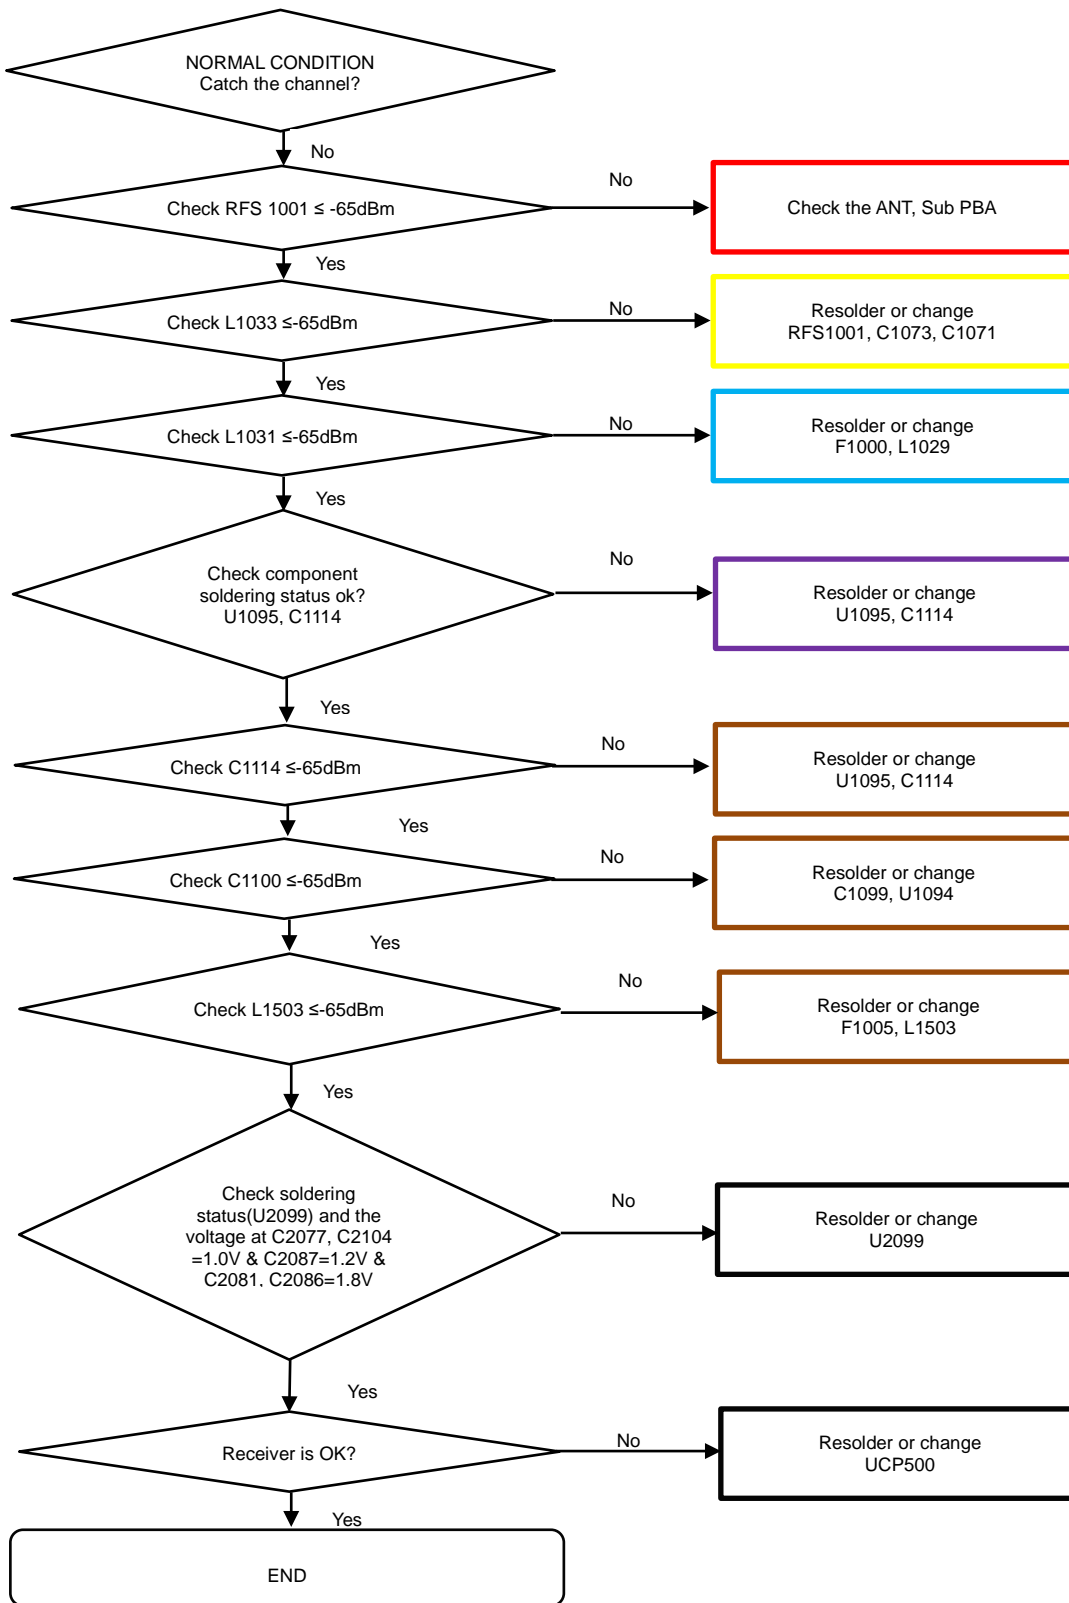 NORMAL CONDITION
Catch the channel?
No
Check RFS 1001 ≤ -65dBm
No
Check the ANT, Sub PBA
Yes
Check L1033 ≤-65dBm
No
Resolder or change
RFS1001, C1073, C1071
Yes
Check L1031 ≤-65dBm
No
Resolder or change
F1000, L1029
Yes
Check component
soldering status ok?
U1095, C1114
No
Resolder or change
U1095, C1114
Yes
Check C1114 ≤-65dBm
No
Resolder or change
U1095, C1114
Yes
Check C1100 ≤-65dBm
No
Resolder or change
C1099, U1094
Yes
Check L1503 ≤-65dBm
No
Resolder or change
F1005, L1503
Yes
Check soldering
status(U2099) and the
voltage at C2077, C2104
=1.0V & C2087=1.2V &
C2081, C2086=1.8V
No
Resolder or change
U2099
Yes
Receiver is OK?
No
Resolder or change
UCP500
Yes
END